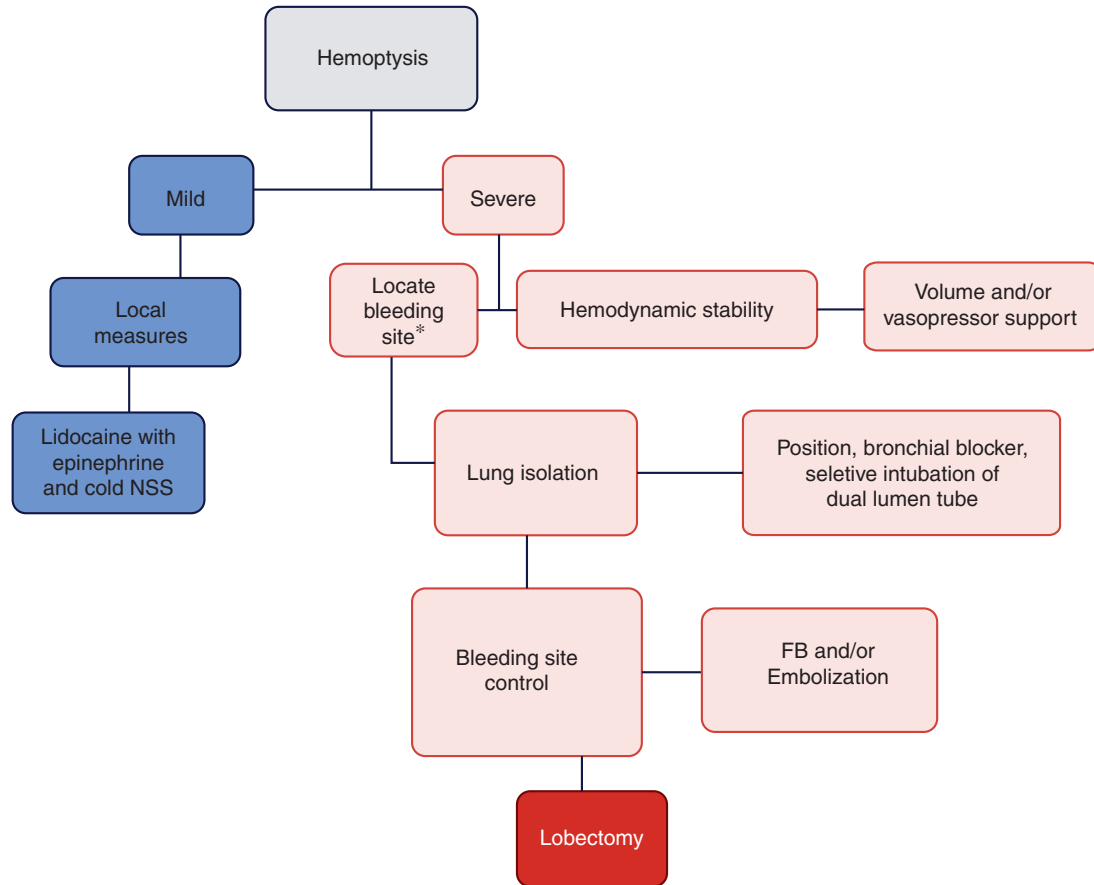 Hemoptysis
Mild
Severe
Local
measures
Locate
bleeding
site*
Hemodynamic stability
Volume and/or
vasopressor support
Lidocaine with
epinephrine
and cold NSS
Lung isolation
Position, bronchial blocker,
seletive intubation of
dual lumen tube
Bleeding site
control
FB and/or
Embolization
Lobectomy